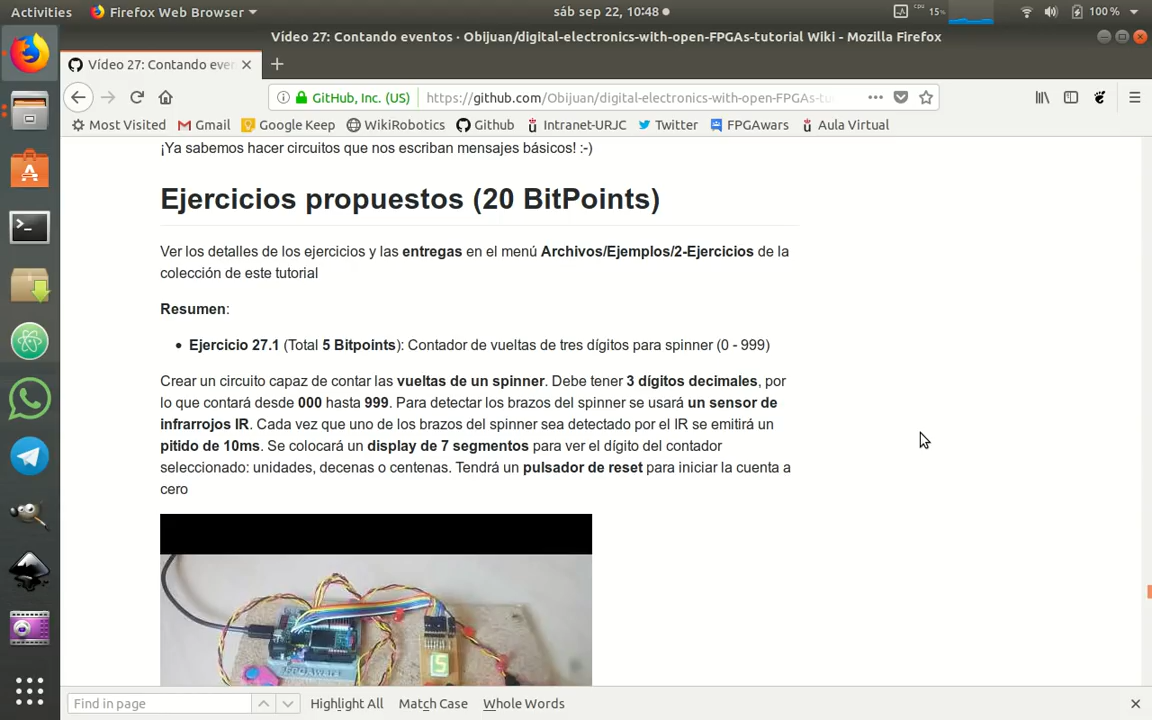 Activities
Firefox Web Browser
sáb sep 22, 10:48
cpu 15%
100 %
Vídeo 27: Contando eventos · Obijuan/digital-electronics-with-open-FPGAs-tutorial Wiki - Mozilla Firefox
Vídeo 27: Contando even
GitHub, Inc. (US)
https://github.com/Obijuan/digital-electronics-with-open-FPGAs-tu
Most Visited
Gmail
Google Keep
WikiRobotics
Github
Intranet-URJC
Twitter
FPGAwars
Aula Virtual
¡Ya sabemos hacer circuitos que nos escriban mensajes básicos! :-)
Ejercicios propuestos (20 BitPoints)
Ver los detalles de los ejercicios y las entregas en el menú Archivos/Ejemplos/2-Ejercicios de la
colección de este tutorial
Resumen:
• Ejercicio 27.1 (Total 5 Bitpoints): Contador de vueltas de tres dígitos para spinner (0 - 999)
Crear un circuito capaz de contar las vueltas de un spinner. Debe tener 3 dígitos decimales, por
lo que contará desde 000 hasta 999. Para detectar los brazos del spinner se usará un sensor de
infrarrojos IR. Cada vez que uno de los brazos del spinner sea detectado por el IR se emitirá un
pitido de 10ms. Se colocará un display de 7 segmentos para ver el dígito del contador
seleccionado: unidades, decenas o centenas. Tendrá un pulsador de reset para iniciar la cuenta a
cero
5
Find in page
Highlight All
Match Case
Whole Words